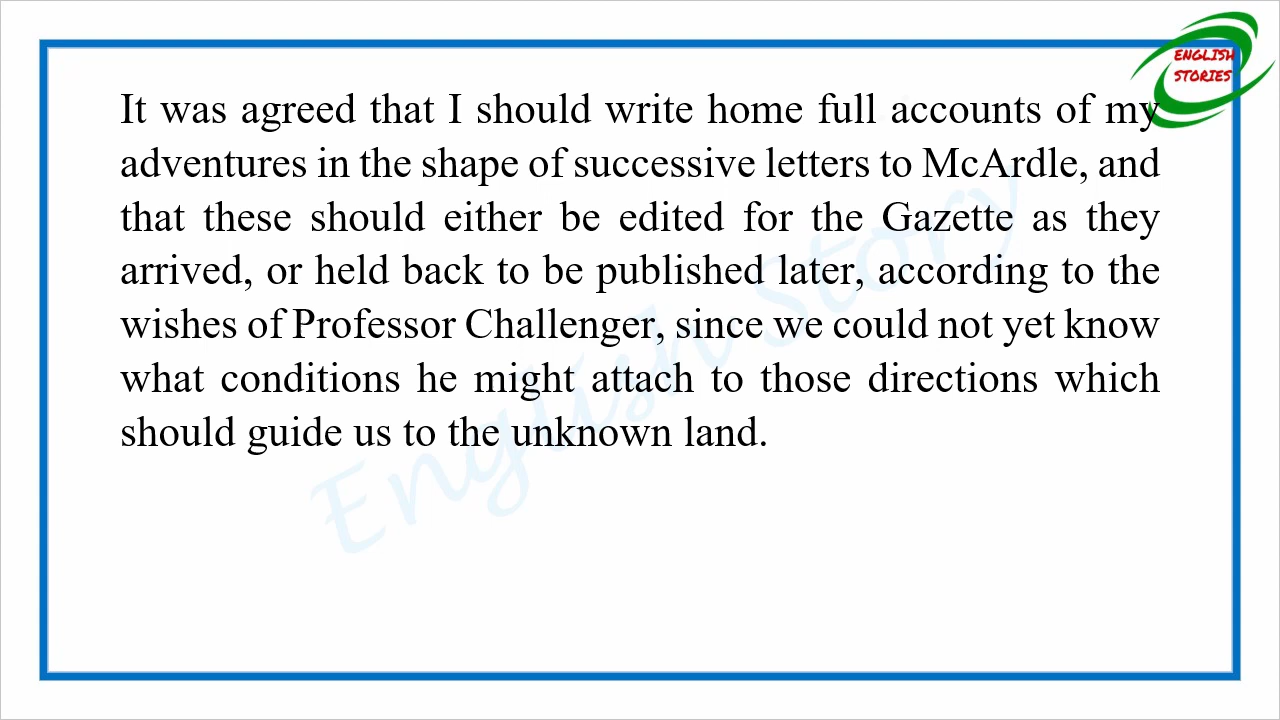 ENGLISH
STORIES
It was agreed that I should write home full accounts of my
adventures in the shape of successive letters to McArdle, and
that these should either be edited for the Gazette as they
arrived, or held back to be published later, according to the
wishes of Professor Challenger, since we could not yet know
what conditions he might attach to those directions which
should guide us to the unknown land.
English Story